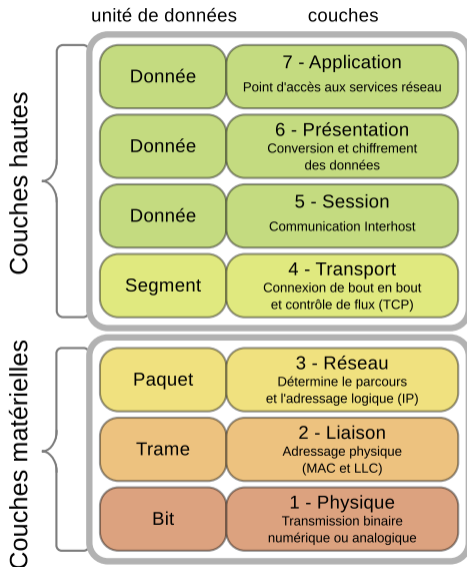 unité de données
couches
Couches hautes
Donnée
7 - Application
Point d'accès aux services réseau
Donnée
6 - Présentation
Conversion et chiffrement
des données
Donnée
5 - Session
Communication Interhost
Segment
4 - Transport
Connexion de bout en bout
et contrôle de flux (TCP)
Couches matérielles
Paquet
3 - Réseau
Détermine le parcours
et l'adressage logique (IP)
Trame
2 - Liaison
Adressage physique
(MAC et LLC)
Bit
1 - Physique
Transmission binaire
numérique ou analogique